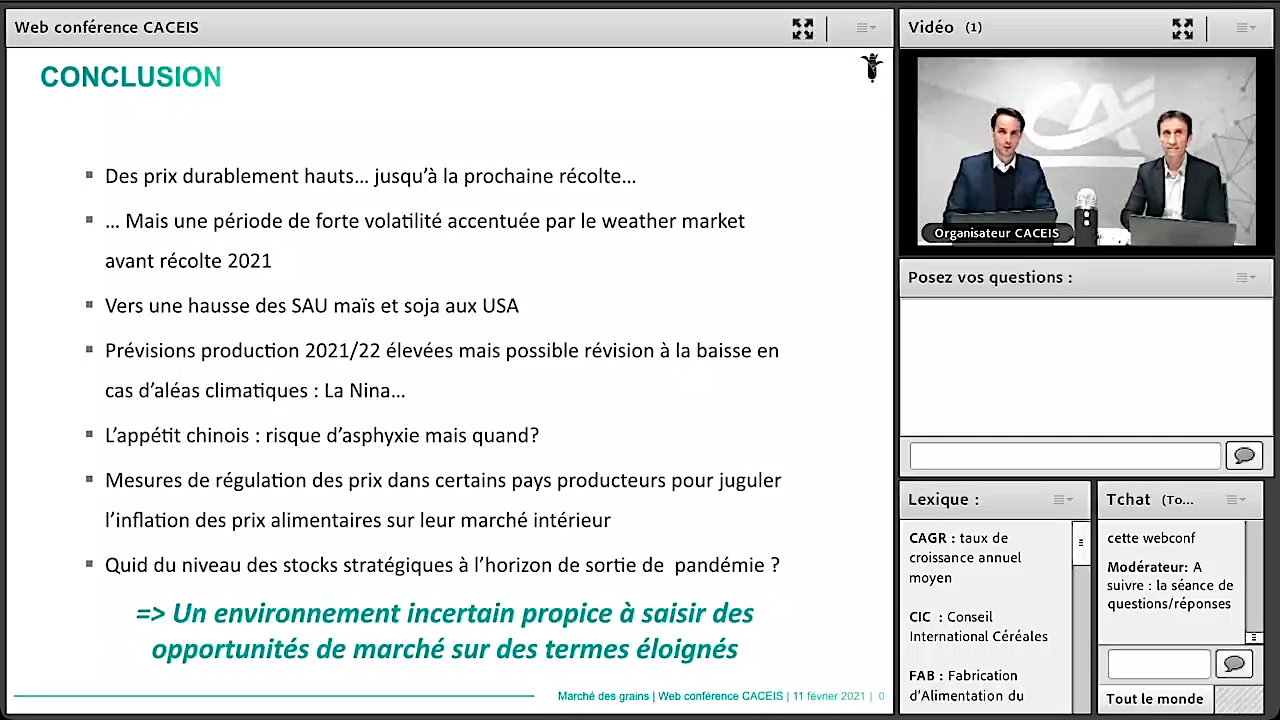 Web conférence CACEIS
CONCLUSION
Des prix durablement hauts… jusqu’à la prochaine récolte…
… Mais une période de forte volatilité accentuée par le weather market
avant récolte 2021
Vers une hausse des SAU maïs et soja aux USA
Prévisions production 2021/22 élevées mais possible révision à la baisse en
cas d’aléas climatiques : La Nina…
L’appétit chinois : risque d’asphyxie mais quand?
Mesures de régulation des prix dans certains pays producteurs pour juguler
l’inflation des prix alimentaires sur leur marché intérieur
Quid du niveau des stocks stratégiques à l’horizon de sortie de pandémie ?
=> Un environnement incertain propice à saisir des
opportunités de marché sur des termes éloignés
Marché des grains | Web conférence CACEIS | 11 février 2021 | 0
Vidéo (1)
CA
Organisateur CACEIS
Posez vos questions :
Lexique :
CAGR : taux de
croissance annuel
moyen
CIC : Conseil
International Céréales
FAB : Fabrication
d'Alimentation du
Tchat (To...
cette webconf
Modérateur: A
suivre : la séance de
questions/réponses
Tout le monde